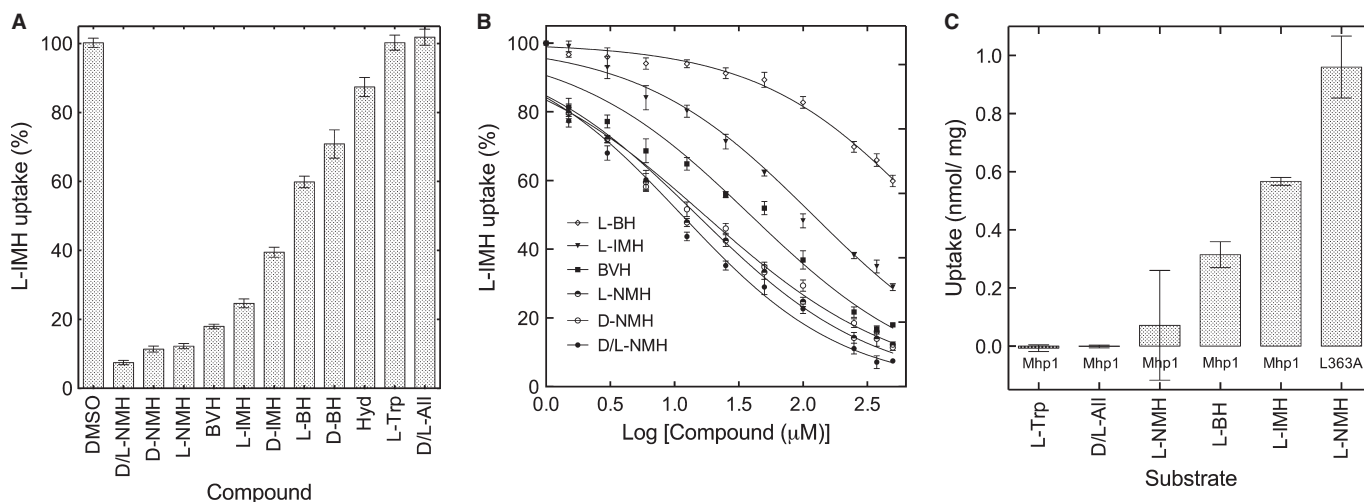 A
L-IMH uptake (%)
100
80
60
40
20
0
DMSO
D/L-NMH
D-NMH
L-NMH
BVH
L-IMH
D-IMH
L-BH
D-BH
Hyd
L-Trp
D/L-All
Compound
B
L-IMH uptake (%)
100
80
60
40
20
0
L-BH
L-IMH
BVH
L-NMH
D-NMH
D/L-NMH
0.0 0.5 1.0 1.5 2.0 2.5
Log [Compound (μM)]
C
Uptake (nmol/ mg)
1.0
0.8
0.6
0.4
0.2
0.0
Mhp1 Mhp1 Mhp1 Mhp1 Mhp1 L363A
L-Trp
D/L-All
L-NMH
L-BH
L-IMH
L-NMH
Substrate